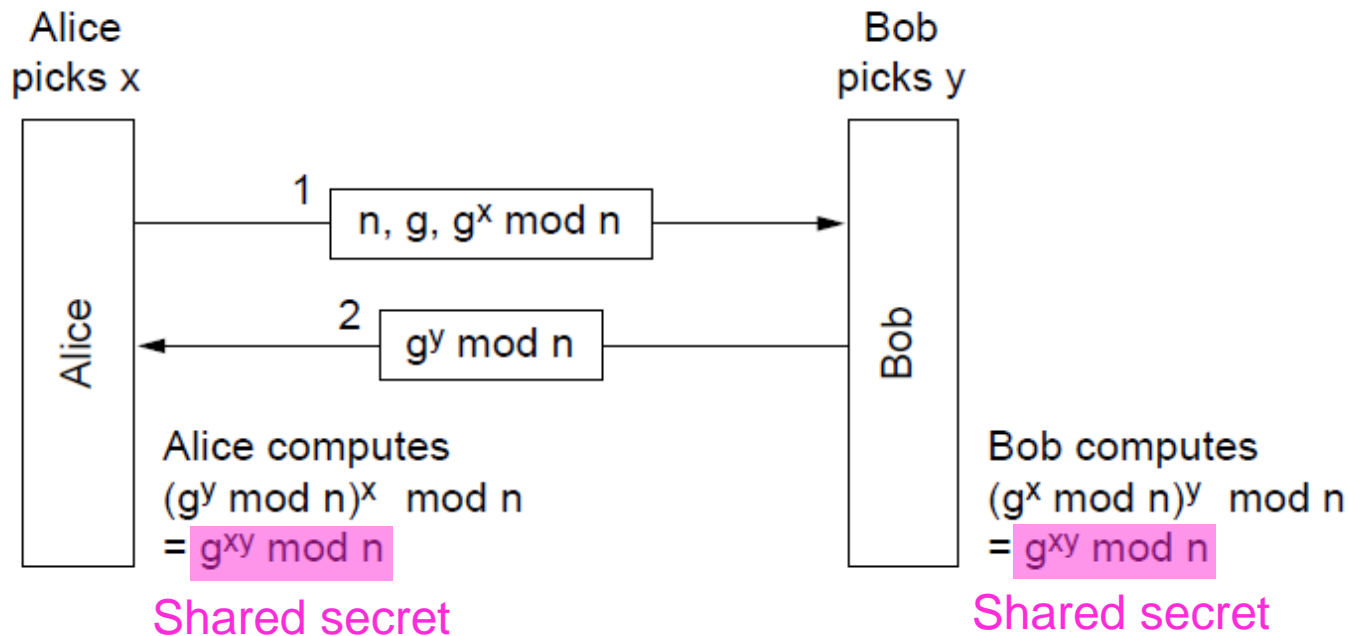 Alice
picks x
Bob
picks y
1
n, g, gˣ mod n
2
gʸ mod n
Alice
Bob
Alice computes
(gʸ mod n)ˣ mod n
= gˣʸ mod n
Shared secret
Bob computes
(gˣ mod n)ʸ mod n
= gˣʸ mod n
Shared secret